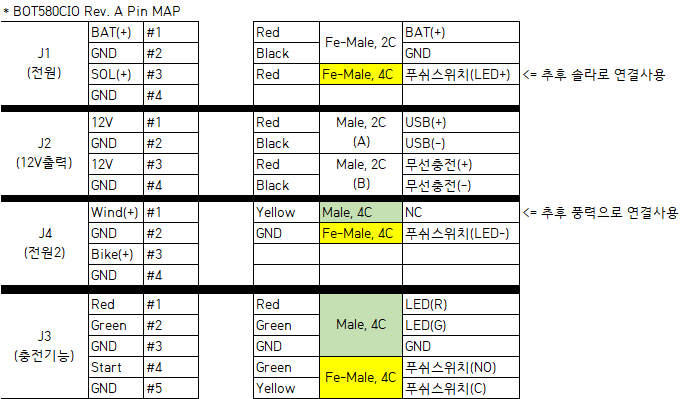 * BOT580CIO Rev. A Pin MAP
J1
(전원)
BAT(+) #1 Red Fe-Male, 2C BAT(+)
GND #2 Black GND
SOL(+) #3 Red Fe-Male, 4C 푸쉬스위치(LED+) <= 추후 솔라로 연결사용
GND #4
J2
(12V출력)
12V #1 Red Male, 2C (A) USB(+)
GND #2 Black USB(-)
12V #3 Red Male, 2C (B) 무선충전(+)
GND #4 Black 무선충전(-)
J4
(전원2)
Wind(+) #1 Yellow Male, 4C NC <= 추후 풍력으로 연결사용
GND #2 GND Fe-Male, 4C 푸쉬스위치(LED-)
Bike(+) #3
GND #4
J3
(충전기능)
Red #1 Red Male, 4C LED(R)
Green #2 Green LED(G)
GND #3 GND GND
Start #4 Green Fe-Male, 4C 푸쉬스위치(NO)
GND #5 Yellow 푸쉬스위치(C)